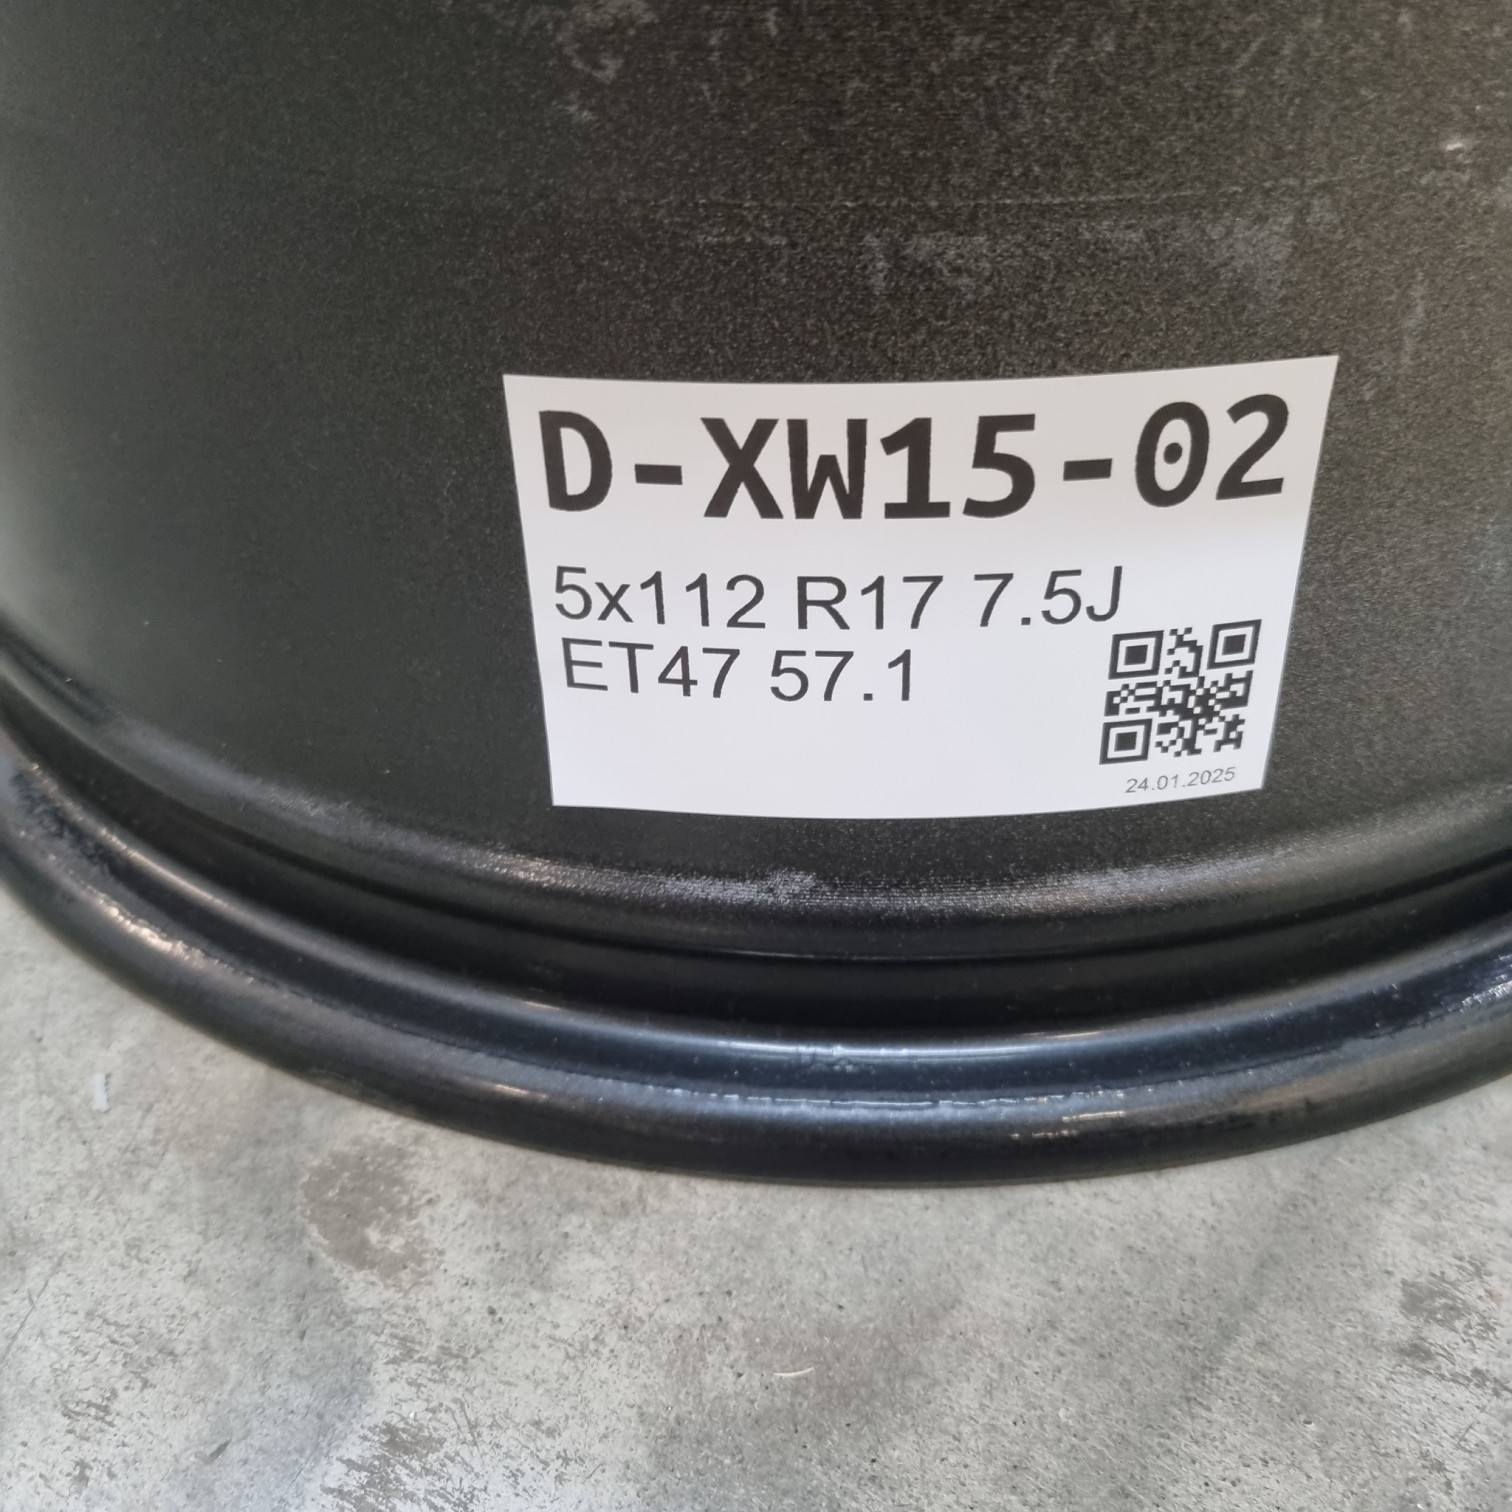 D-XW15-02
5x112 R17 7.5J
ET47 57.1
24.01.2025